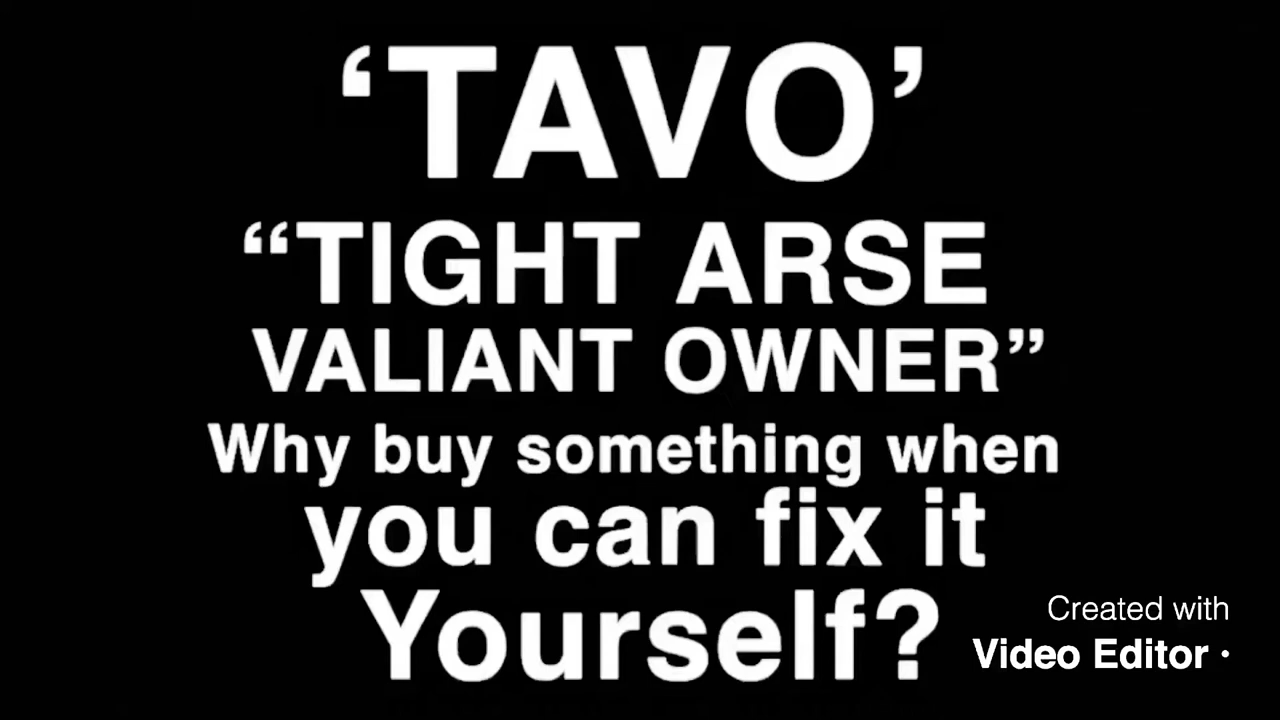 ‘TAVO’
“TIGHT ARSE
VALIANT OWNER”
Why buy something when
you can fix it
Yourself?
Created with
Video Editor •